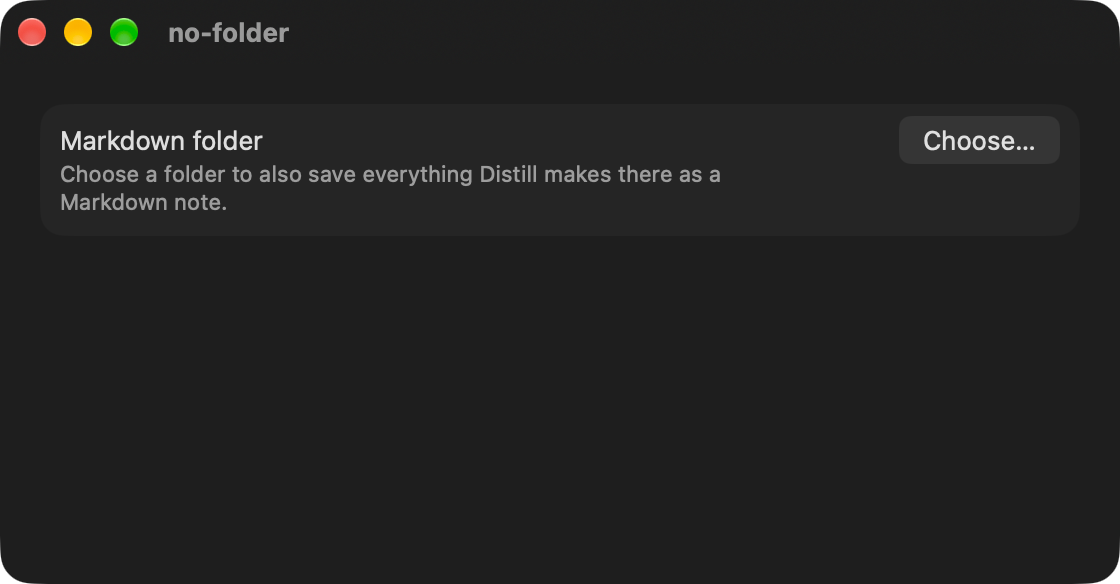 no-folder
Markdown folder
Choose...
Choose a folder to also save everything Distill makes there as a
Markdown note.